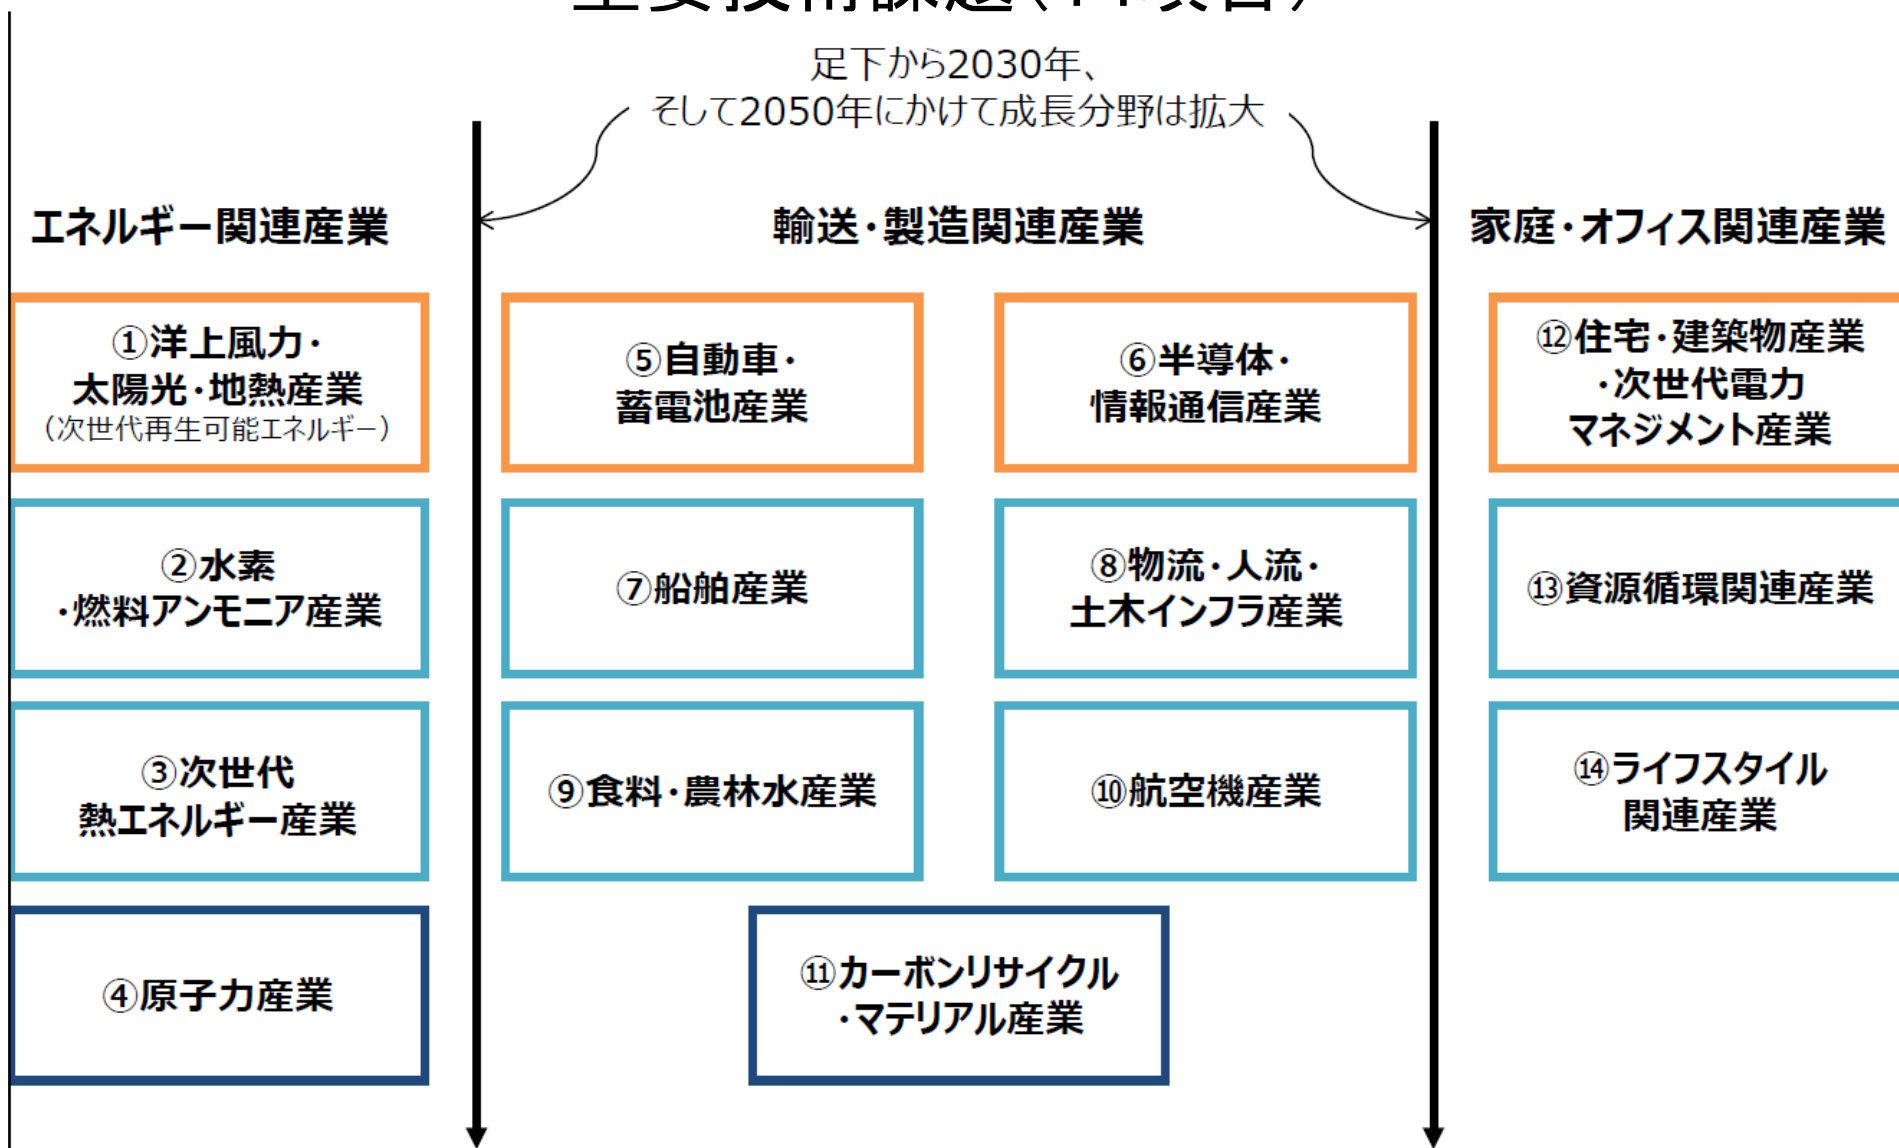 主要技術課題(14項目)
足下から2030年、
そして2050年にかけて成長分野は拡大
エネルギー関連産業
輸送・製造関連産業
家庭・オフィス関連産業
①洋上風力・
太陽光・地熱産業
（次世代再生可能エネルギー）
⑤自動車・
蓄電池産業
⑥半導体・
情報通信産業
⑫住宅・建築物産業
・次世代電力
マネジメント産業
②水素
・燃料アンモニア産業
⑦船舶産業
⑧物流・人流・
土木インフラ産業
⑬資源循環関連産業
③次世代
熱エネルギー産業
⑨食料・農林水産業
⑩航空機産業
⑭ライフスタイル
関連産業
④原子力産業
⑪カーボンリサイクル
・マテリアル産業